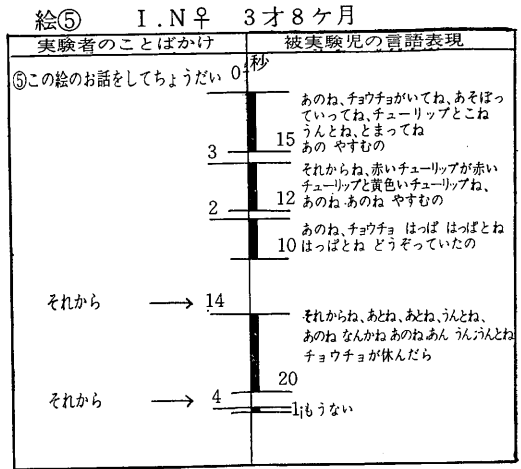 絵⑤ I.N♀ 3才8ケ月
実験者のことばかけ 被実験児の言語表現
⑤この絵のお話をしてちょうだい 0 秒
あのね、チョウチョがいてね、あそぼっ
ていってね、チューリップとこね
うんとね、とまってね
15
あの やすむの
3
それからね、赤いチューリップが赤い
チューリップと黄色いチューリップね、
12
あのね あのね やすむの
2
あのね、チョウチョ はっぱ はっぱとね
はっぱとね どうぞっていたの
10
それから → 14
それからね、あとね、あとね、うんとね、
あのね なんかね あのね、あん うん、うんとね
チョウチョが休んだら
20
それから → 4
1 もうない